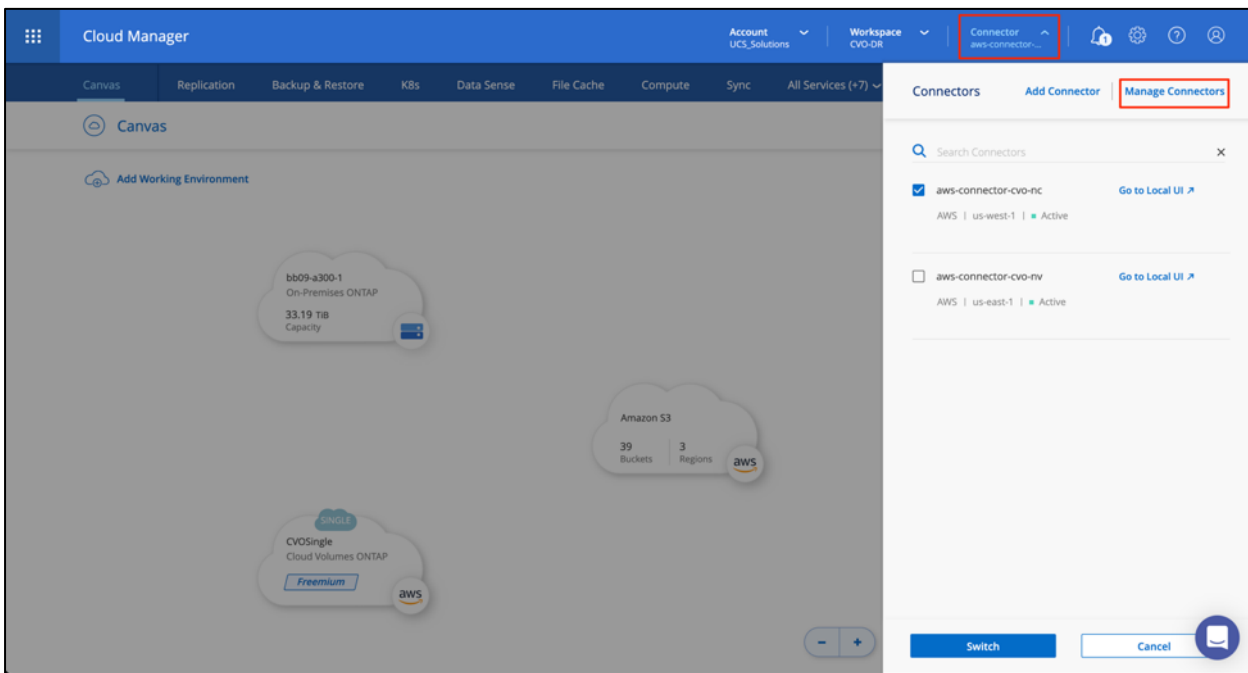 Cloud Manager
Account
UCS_Solutions
Workspace
CVO-DR
Connector
aws-connector-...
1
Canvas Replication Backup & Restore K8s Data Sense File Cache Compute Sync All Services (+7)
Connectors Add Connector Manage Connectors
Canvas
Search Connectors
Add Working Environment
aws-connector-cvo-nc Go to Local UI
AWS | us-west-1 | Active
aws-connector-cvo-nv Go to Local UI
AWS | us-east-1 | Active
bb09-a300-1
On-Premises ONTAP
33.19 TiB
Capacity
Amazon S3
39 3
Buckets Regions
aws
SINGLE
CVOSingle
Cloud Volumes ONTAP
Freemium
aws
- +
Switch Cancel